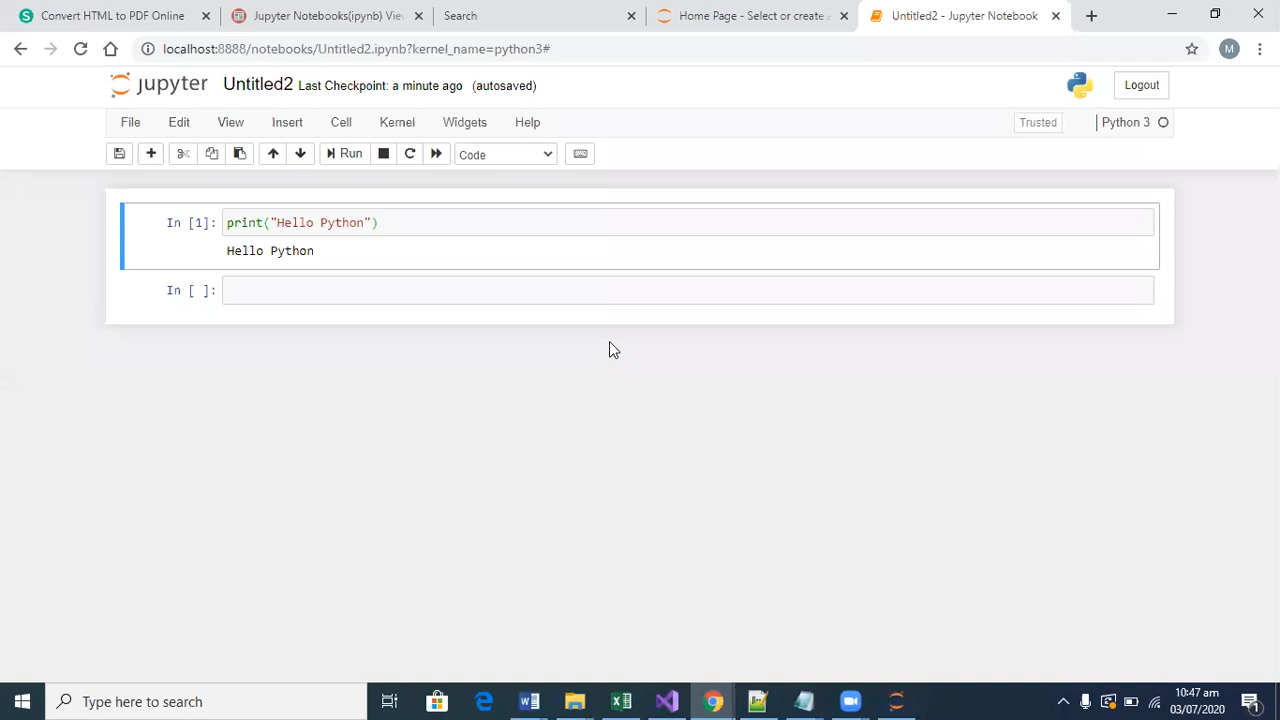 Convert HTML to PDF Online
Jupyter Notebooks(ipynb) Vie
Search
Home Page - Select or create a
Untitled2 - Jupyter Notebook
localhost:8888/notebooks/Untitled2.ipynb?kernel_name=python3#
M
jupyter Untitled2 Last Checkpoint: a minute ago (autosaved)
Logout
File Edit View Insert Cell Kernel Widgets Help
Trusted
Python 3
Run
Code
In [1]: print("Hello Python")
Hello Python
In [ ]:
Type here to search
10:47 am
03/07/2020
1